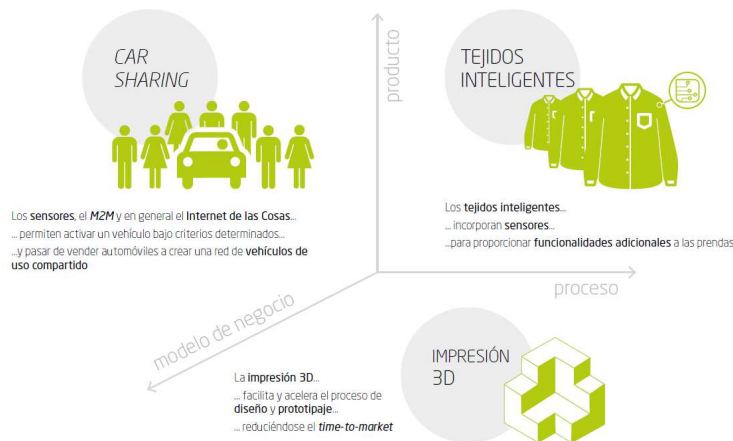 CAR
SHARING
Los sensores, el M2M y en general el Internet de las Cosas...
... permiten activar un vehículo bajo criterios determinados...
...y pasar de vender automóviles a crear una red de vehículos de
uso compartido
producto
TEJIDOS
INTELIGENTES
Los tejidos inteligentes...
... incorporan sensores...
...para proporcionar funcionalidades adicionales a las prendas
proceso
modelo de negocio
IMPRESIÓN
3D
La impresión 3D...
... facilita y acelera el proceso de
diseño y prototipaje...
... reduciéndose el time-to-market